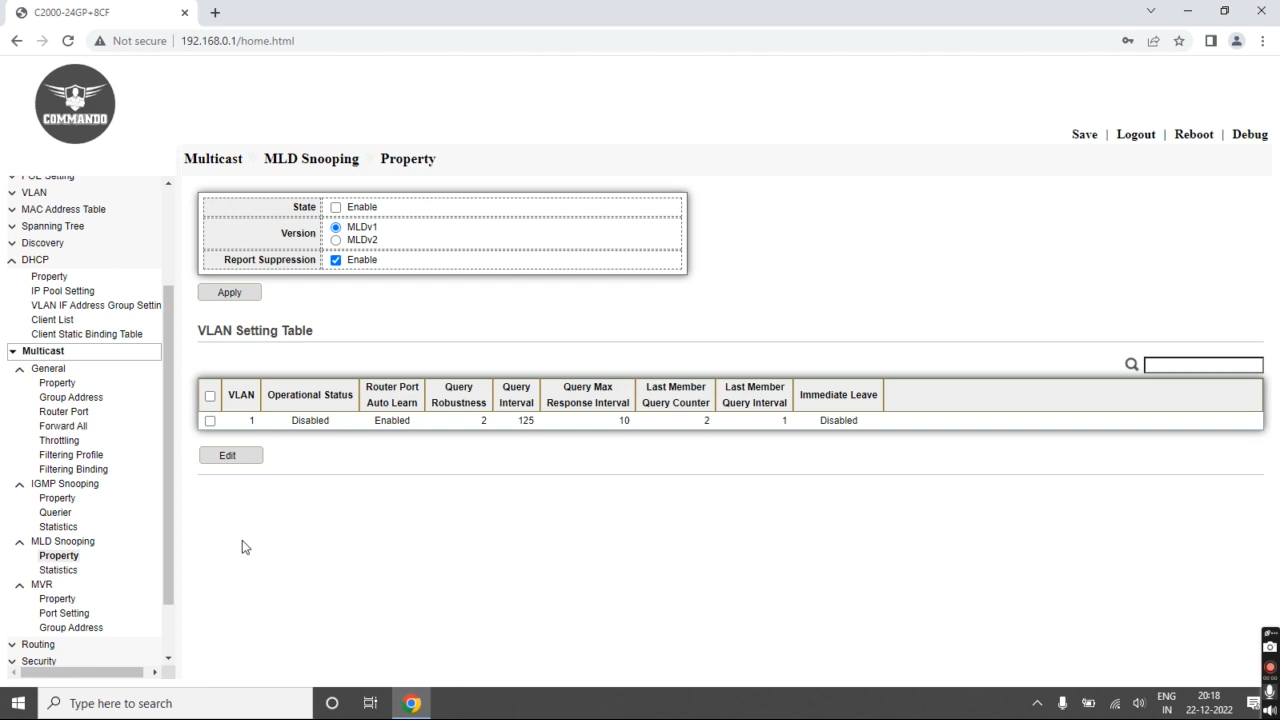 C2000-24GP+8CF
Not secure
192.168.0.1/home.html
COMMANDO
Save | Logout | Reboot | Debug
Multicast MLD Snooping Property
POE Setting
VLAN
MAC Address Table
Spanning Tree
Discovery
DHCP
Property
IP Pool Setting
VLAN IF Address Group Settin
Client List
Client Static Binding Table
Multicast
General
Property
Group Address
Router Port
Forward All
Throttling
Filtering Profile
Filtering Binding
IGMP Snooping
Property
Querier
Statistics
MLD Snooping
Property
Statistics
MVR
Property
Port Setting
Group Address
Routing
Security
State Enable
Version MLDv1
MLDv2
Report Suppression Enable
Apply
VLAN Setting Table
VLAN Operational Status Router Port Auto Learn Query Robustness Query Interval Query Max Response Interval Last Member Query Counter Last Member Query Interval Immediate Leave
1 Disabled Enabled 2 125 10 2 1 Disabled
Edit
Type here to search
ENG
IN
20:18
22-12-2022